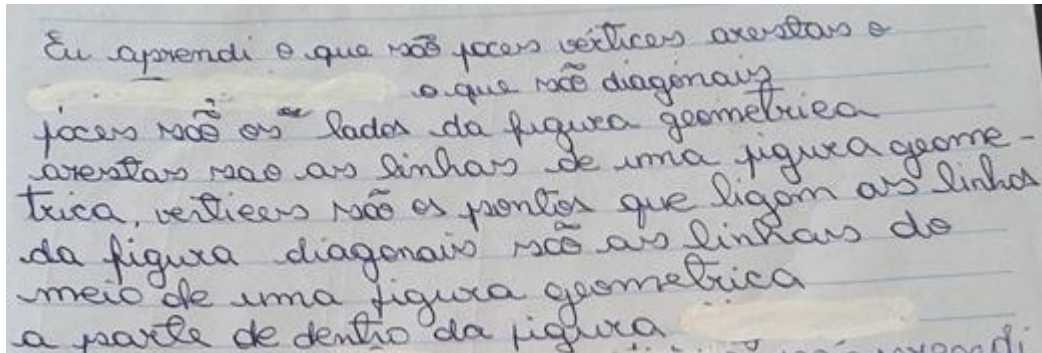 Eu aprendi o que são faces vertices arestas e
o que são diagonais
faces são os lados da figura geometrica
arestas sao as linhas de uma figura geome-
trica, vertices são os pontos que ligam as linhas
da figura diagonais são as linhas do
meio de uma figura geometrica
a parte de dentro da figura